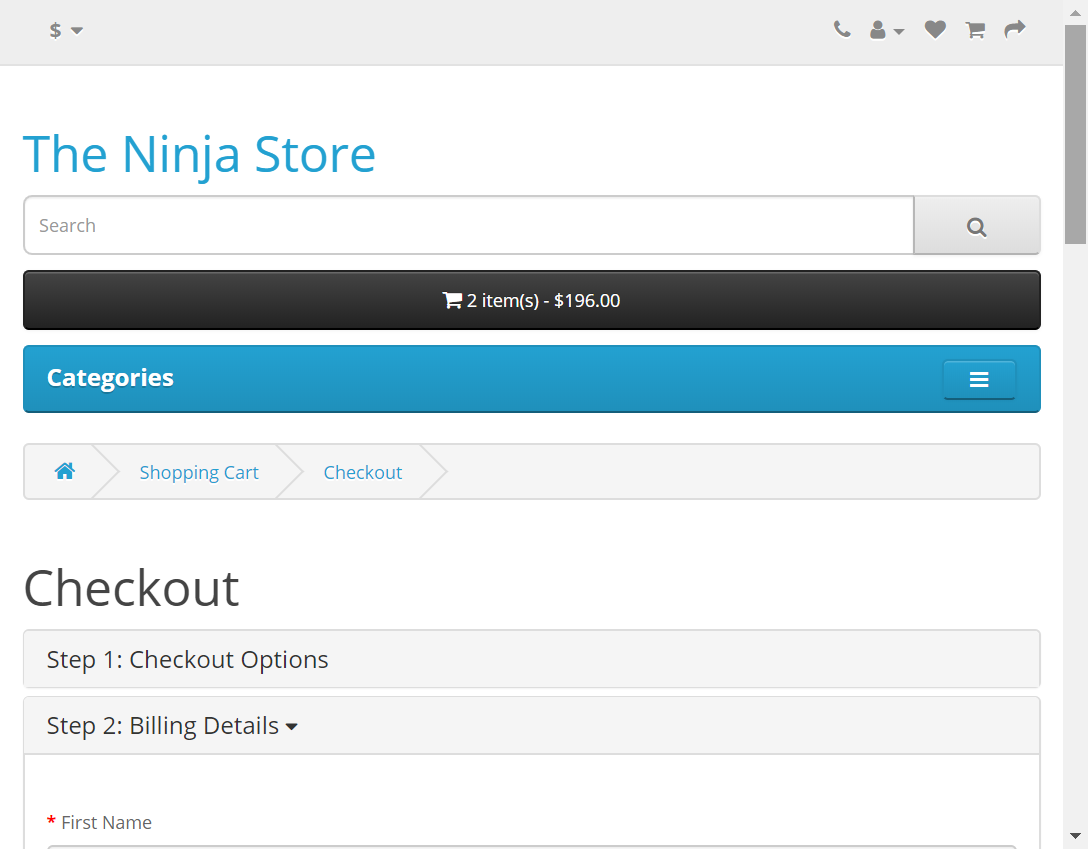 $
The Ninja Store
Search
2 item(s) - $196.00
Categories
Shopping Cart
Checkout
Checkout
Step 1: Checkout Options
Step 2: Billing Details
* First Name